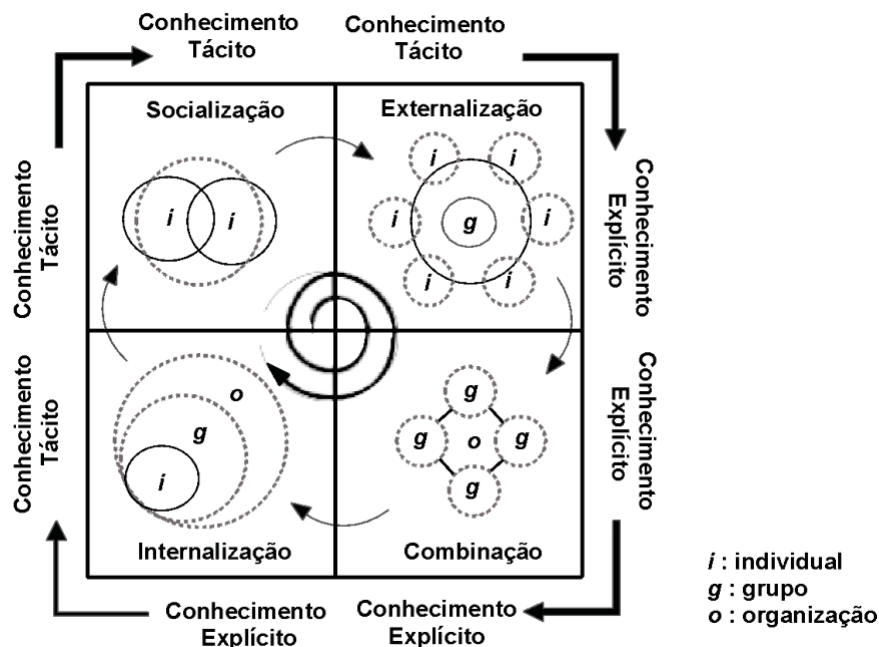 Conhecimento
Tácito
Conhecimento
Tácito
Socialização
Externalização
Conhecimento
Tácito
i
i
i
i
i
i
i
i
g
Conhecimento
Explícito
Conhecimento
Tácito
o
g
i
g
g
o
g
g
Conhecimento
Explícito
Internalização
Combinação
Conhecimento
Explícito
Conhecimento
Explícito
i : individual
g : grupo
o : organização